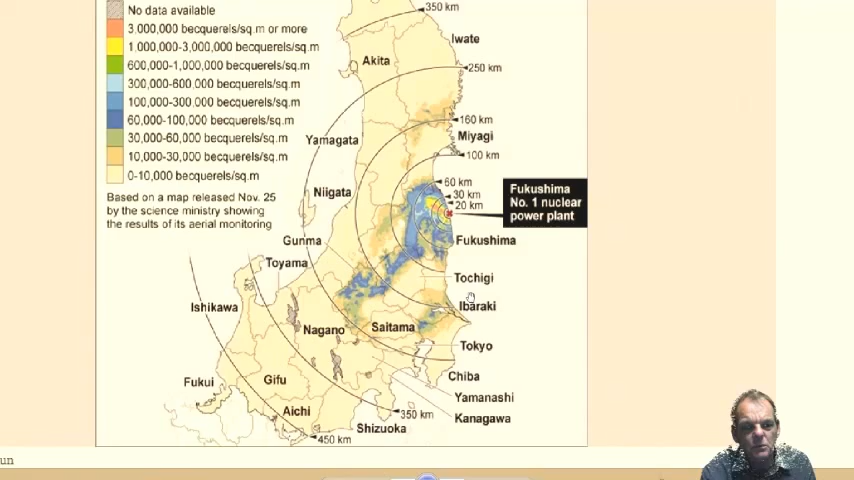 No data available
3,000,000 becquerels/sq.m or more
1,000,000-3,000,000 becquerels/sq.m
600,000-1,000,000 becquerels/sq.m
300,000-600,000 becquerels/sq.m
100,000-300,000 becquerels/sq.m
60,000-100,000 becquerels/sq.m
30,000-60,000 becquerels/sq.m
10,000-30,000 becquerels/sq.m
0-10,000 becquerels/sq.m
Based on a map released Nov. 25
by the science ministry showing
the results of its aerial monitoring
350 km
Iwate
Akita
250 km
160 km
Miyagi
Yamagata
100 km
60 km
Niigata
30 km
20 km
Fukushima
No. 1 nuclear
power plant
Gunma
Fukushima
Toyama
Tochigi
Ishikawa
Ibaraki
Nagano
Saitama
Tokyo
Chiba
Fukui
Gifu
Yamanashi
Aichi
350 km
Kanagawa
Shizuoka
450 km
un